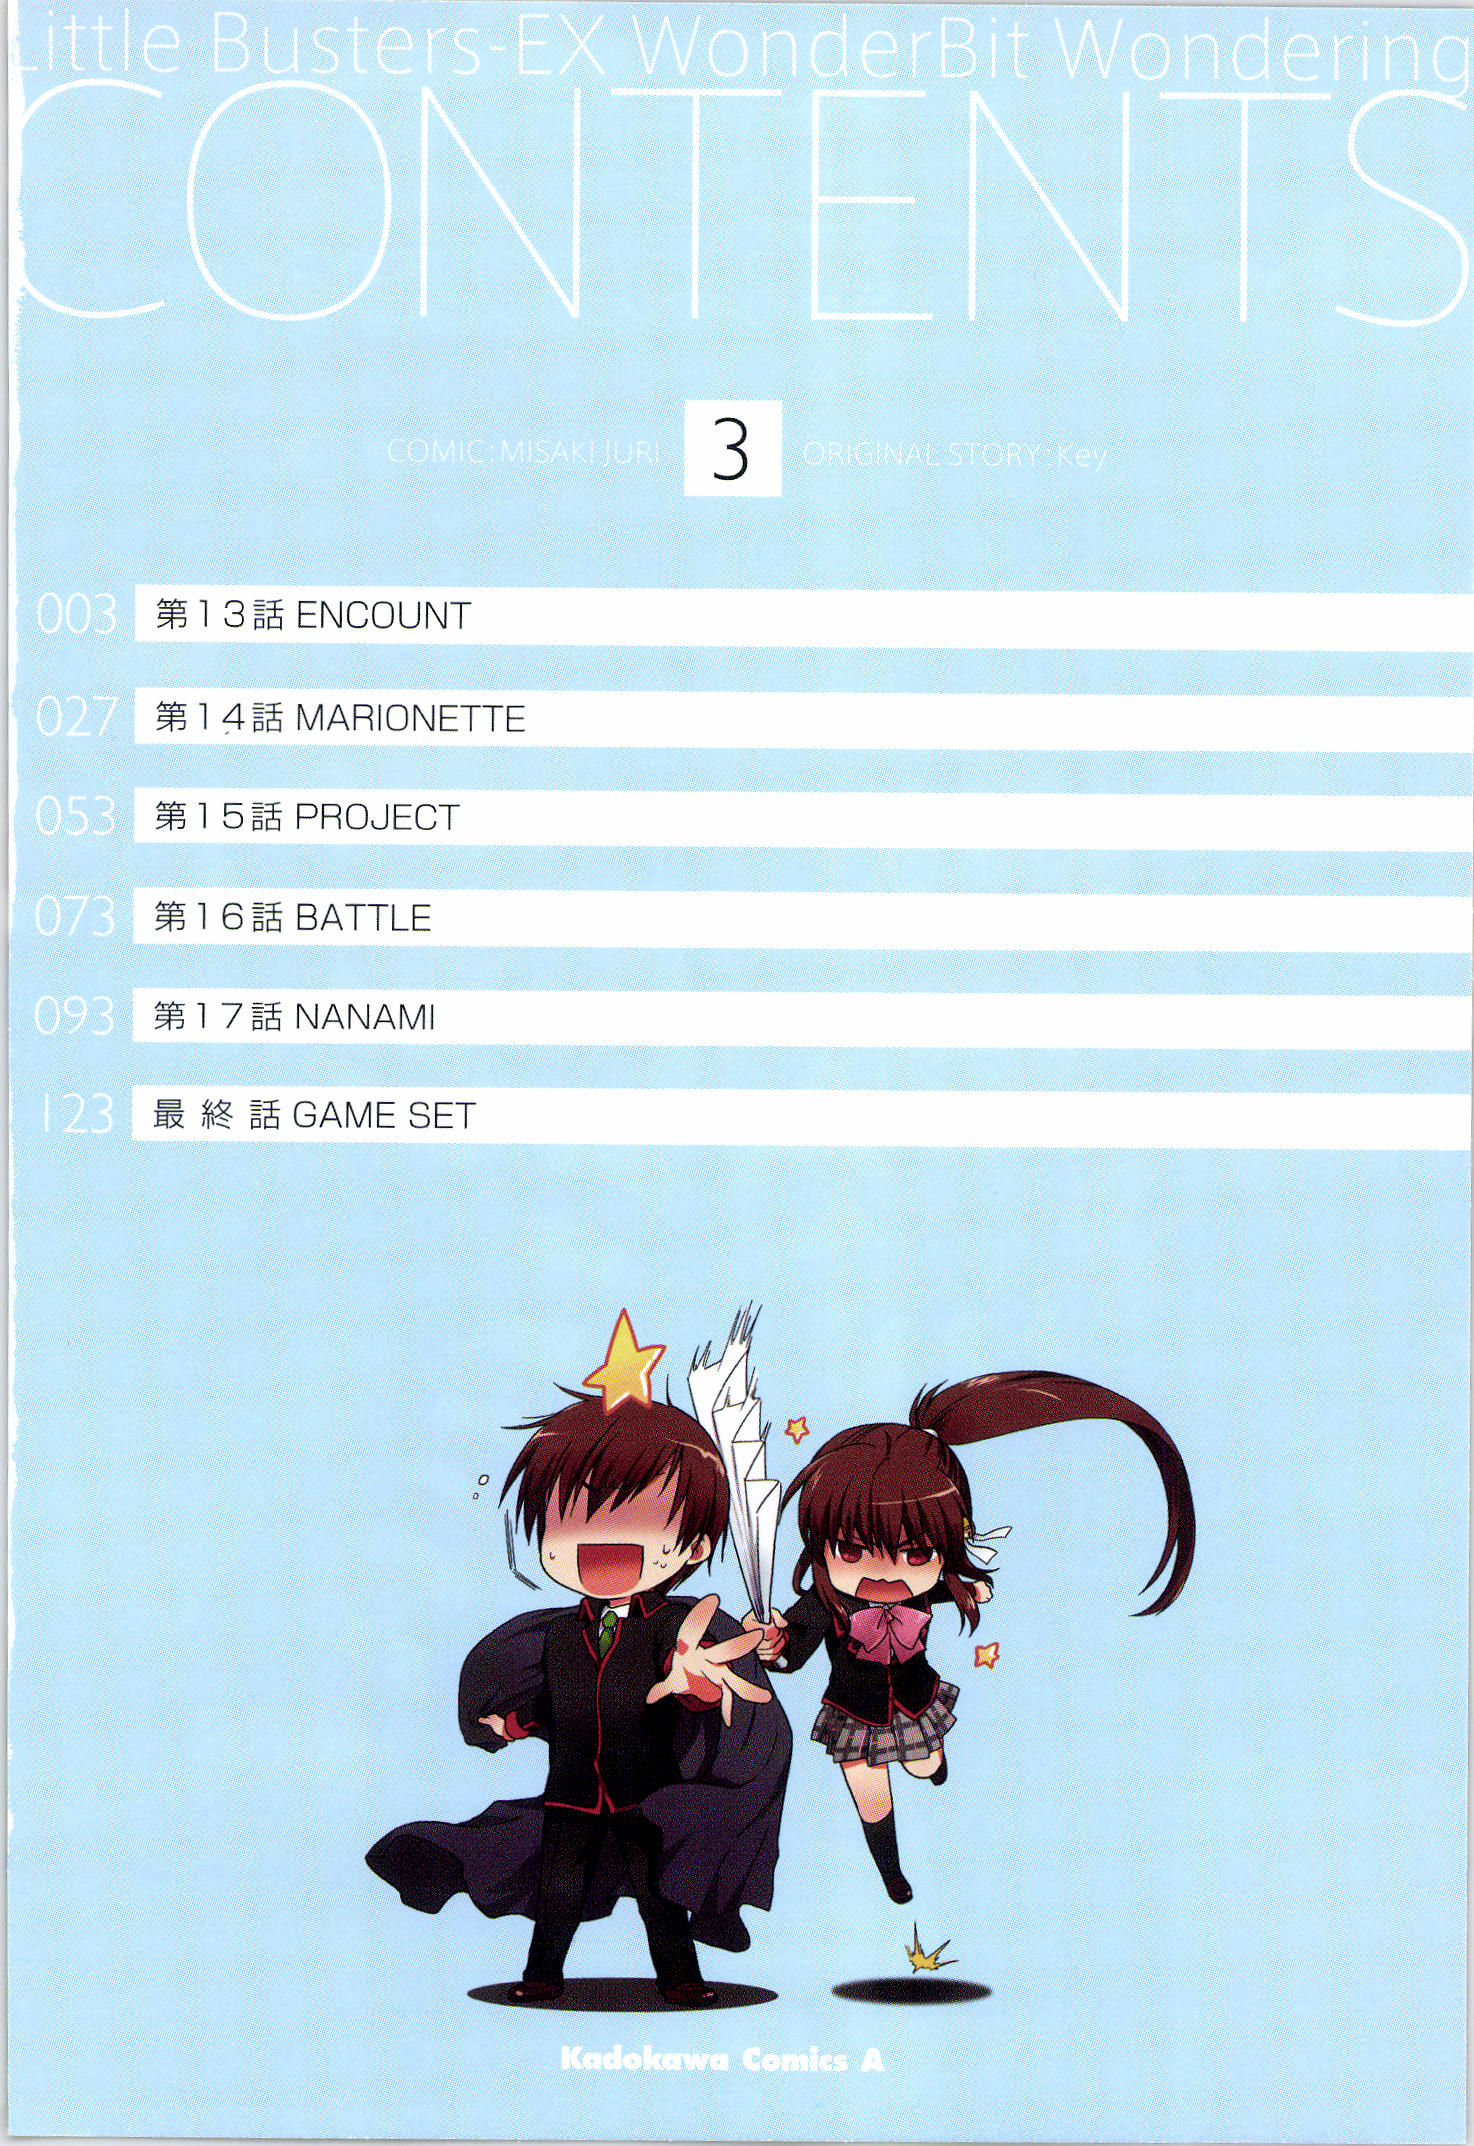 Little Busters-EX WonderBit Wondering
CONTENTS
COMIC:MISAKI JURI 3 ORIGINAL STORY:Key
003 第13話 ENCOUNT
027 第14話 MARIONETTE
053 第15話 PROJECT
073 第16話 BATTLE
093 第17話 NANAMI
123 最終話 GAME SET
Kadokawa Comics A